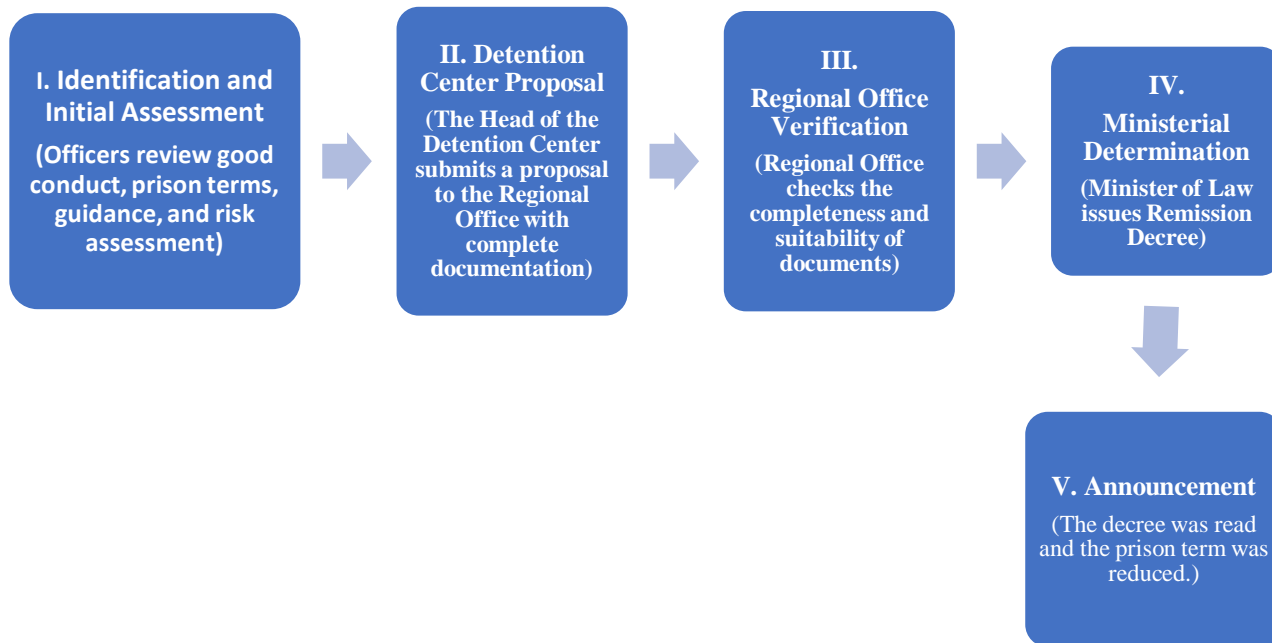 I. Identification and
Initial Assessment
(Officers review good
conduct, prison terms,
guidance, and risk
assessment)
II. Detention
Center Proposal
(The Head of the
Detention Center
submits a proposal
to the Regional
Office with
complete
documentation)
III.
Regional Office
Verification
(Regional Office
checks the
completeness and
suitability of
documents)
IV.
Ministerial
Determination
(Minister of Law
issues Remission
Decree)
V. Announcement
(The decree was read
and the prison term was
reduced.)